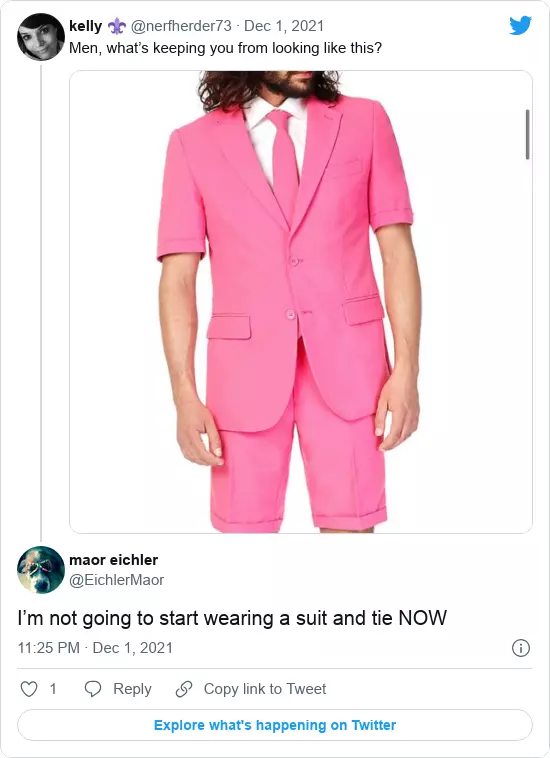 kelly ⚜ @nerfherder73 · Dec 1, 2021
Men, what's keeping you from looking like this?
maor eichler
@EichlerMaor
I'm not going to start wearing a suit and tie NOW
11:25 PM · Dec 1, 2021
1 Reply Copy link to Tweet
Explore what's happening on Twitter